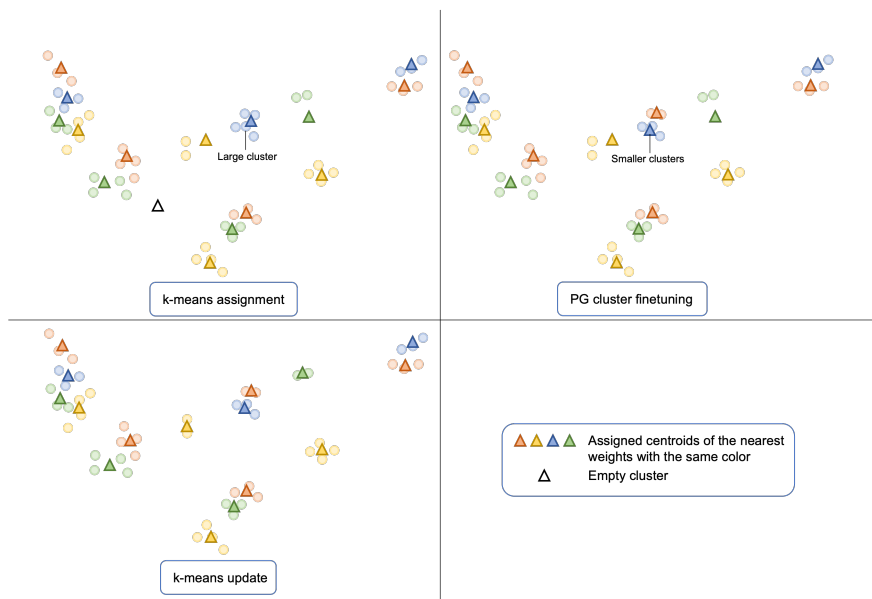 Large cluster
k-means assignment
Smaller clusters
PG cluster finetuning
k-means update
Assigned centroids of the nearest
weights with the same color
Empty cluster